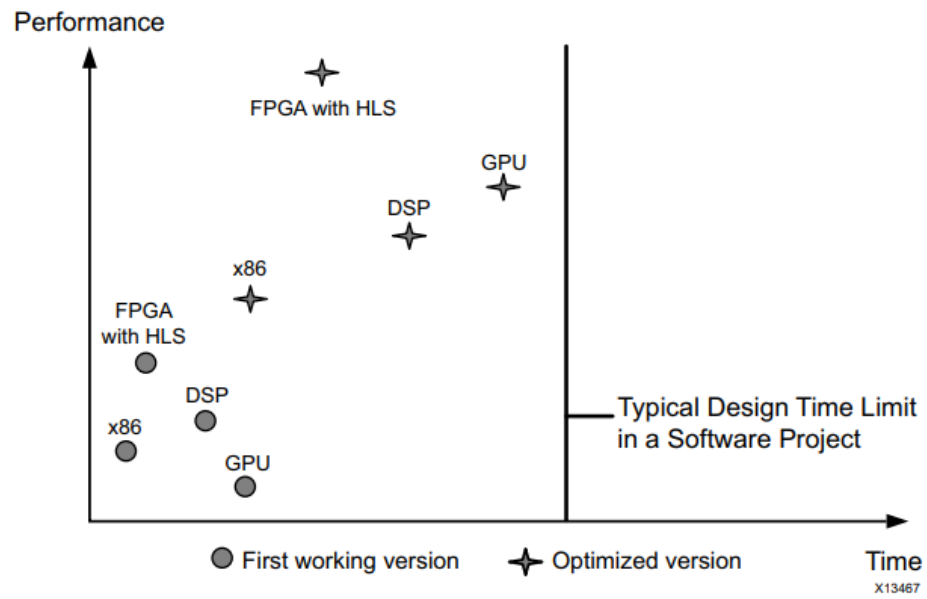 Performance
FPGA with HLS
GPU
DSP
x86
FPGA
with HLS
DSP
x86
GPU
Typical Design Time Limit
in a Software Project
First working version
Optimized version
Time
X13467